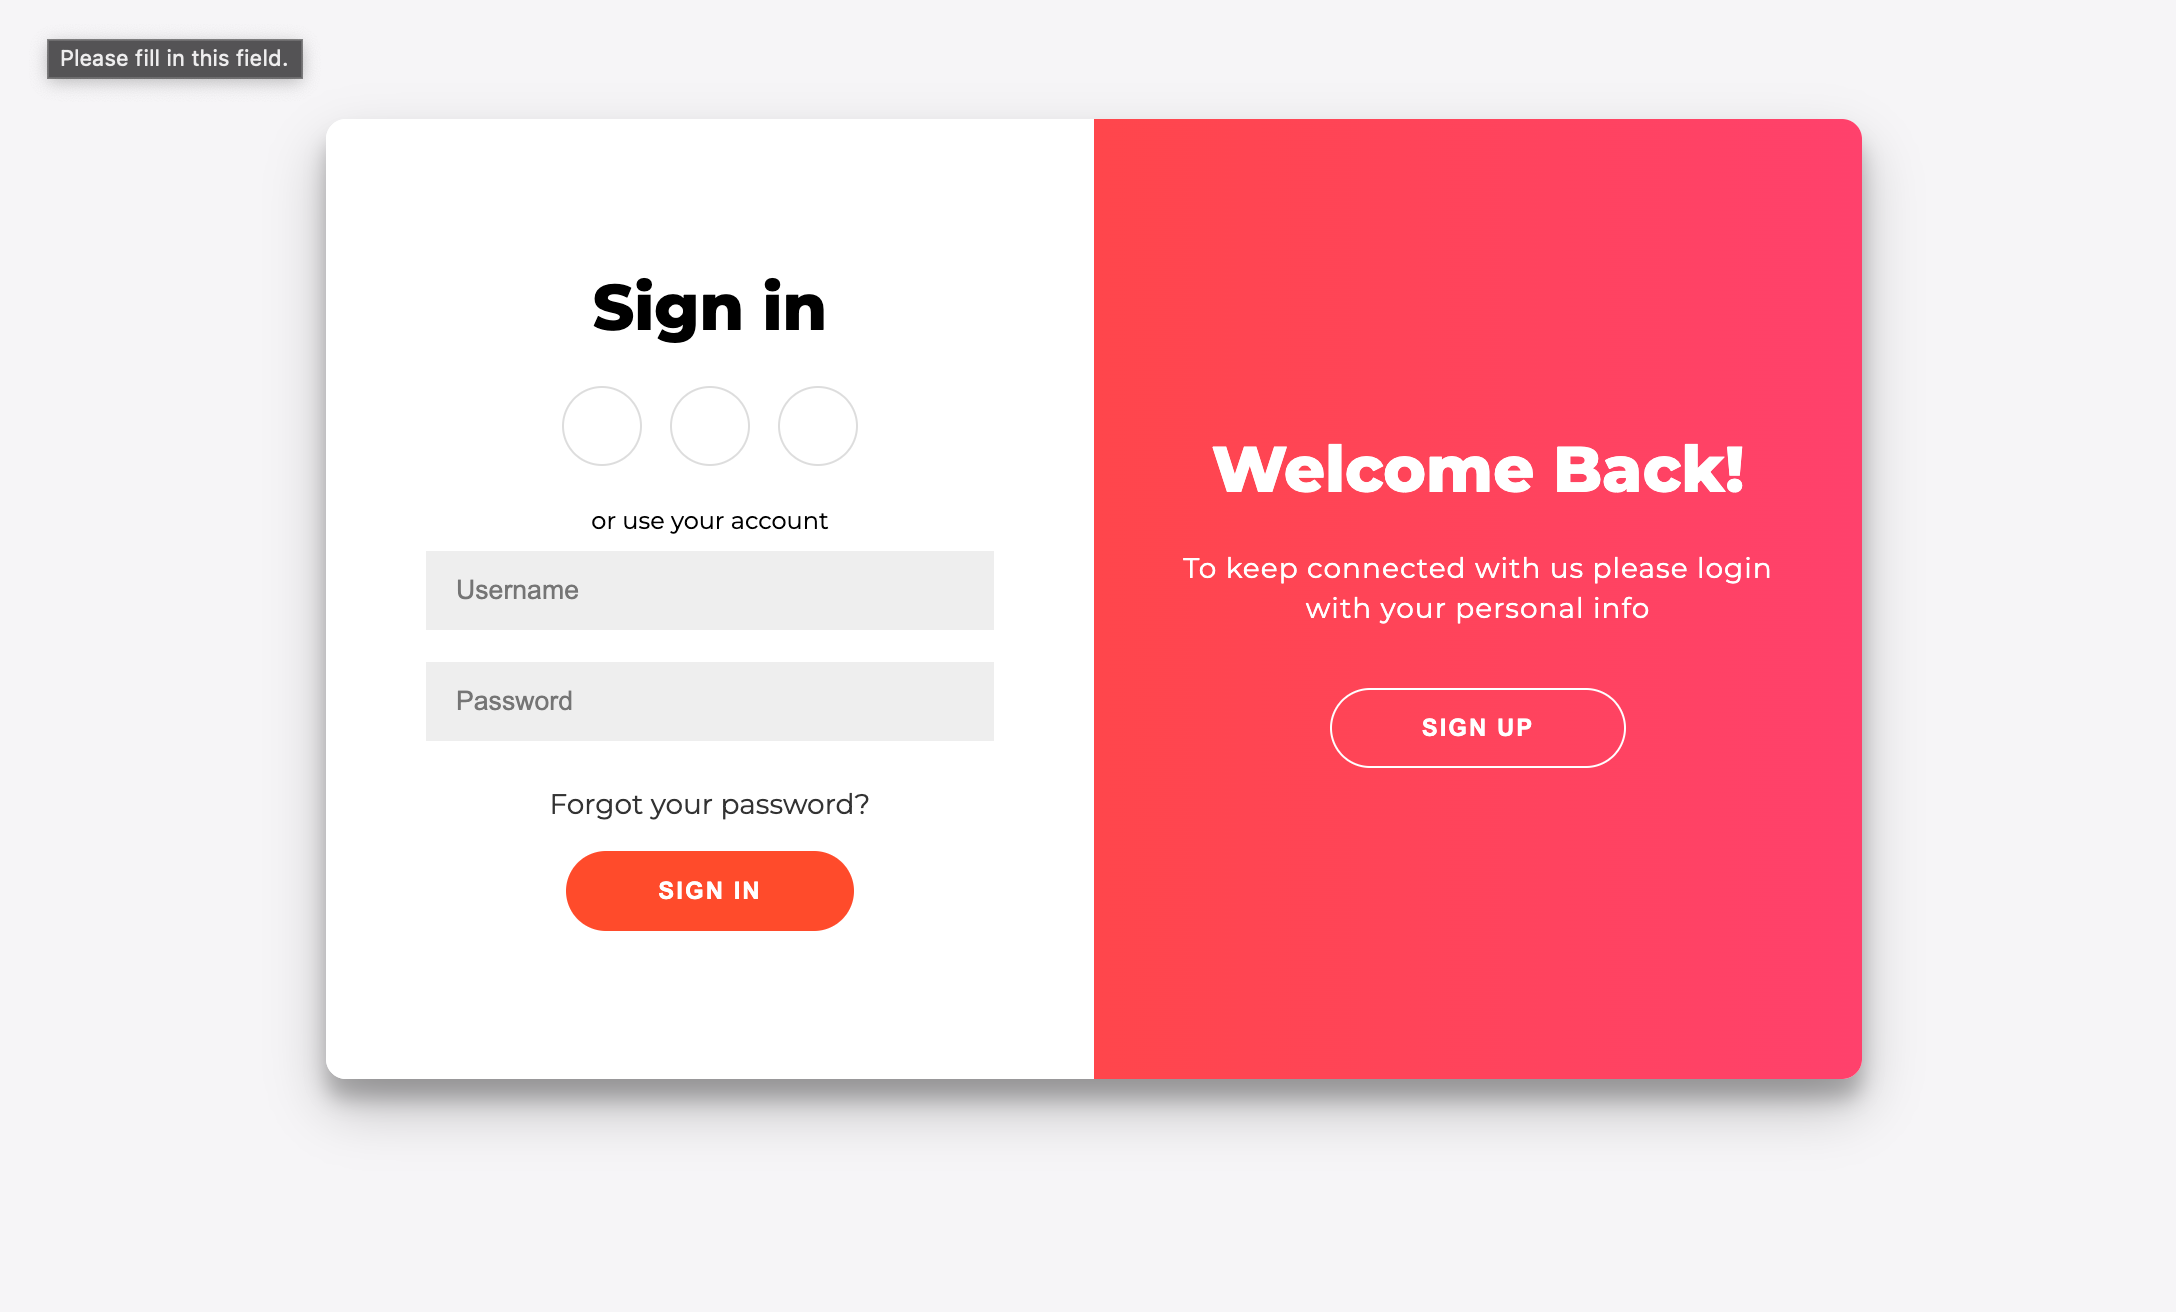 Please fill in this field.
Sign in
or use your account
Username
Password
Forgot your password?
SIGN IN
Welcome Back!
To keep connected with us please login
with your personal info
SIGN UP